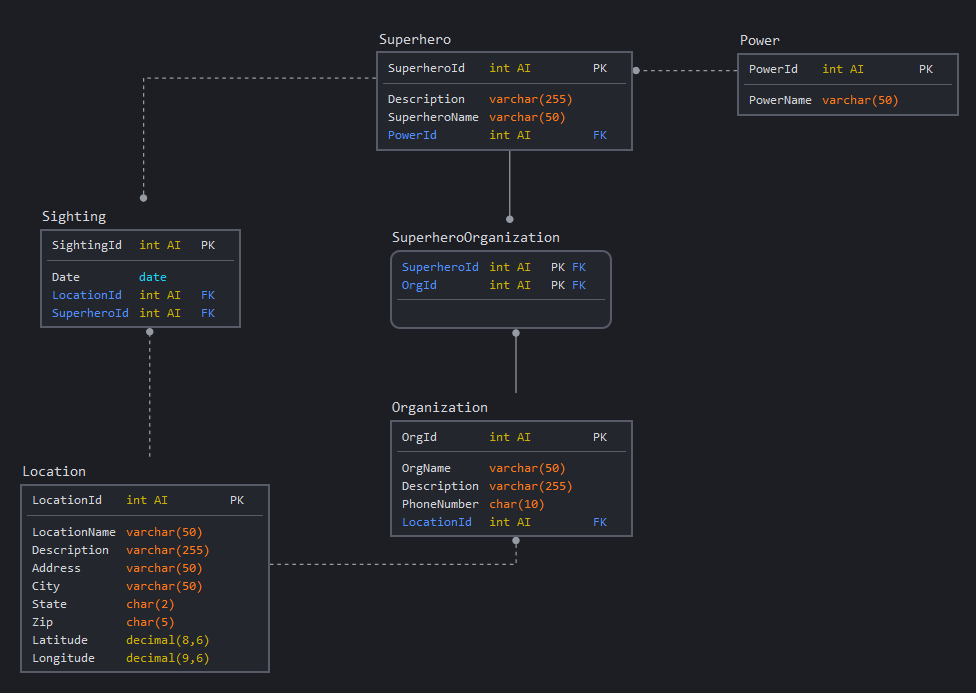 Superhero
SuperheroId int AI PK
Description varchar(255)
SuperheroName varchar(50)
PowerId int AI FK
Power
PowerId int AI PK
PowerName varchar(50)
Sighting
SightingId int AI PK
Date date
LocationId int AI FK
SuperheroId int AI FK
SuperheroOrganization
SuperheroId int AI PK FK
OrgId int AI PK FK
Organization
OrgId int AI PK
OrgName varchar(50)
Description varchar(255)
PhoneNumber char(10)
LocationId int AI FK
Location
LocationId int AI PK
LocationName varchar(50)
Description varchar(255)
Address varchar(50)
City varchar(50)
State char(2)
Zip char(5)
Latitude decimal(8,6)
Longitude decimal(9,6)